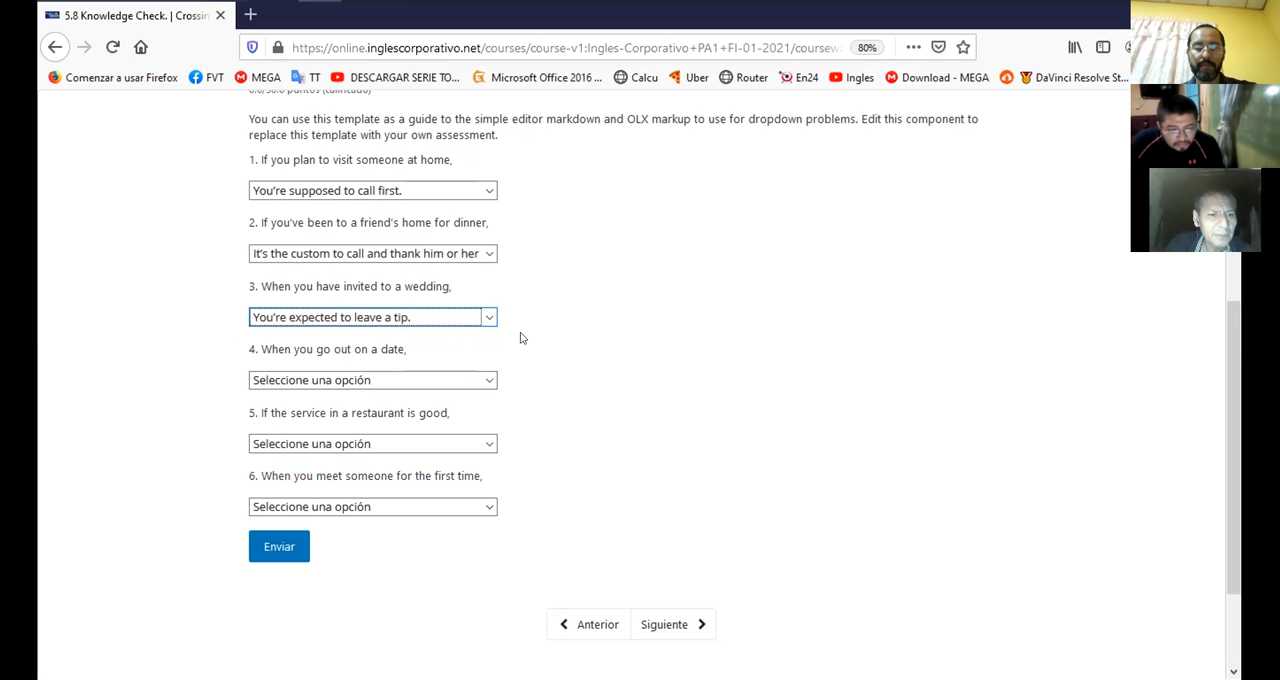 5.8 Knowledge Check. | Crossin
https://online.inglescorporativo.net/courses/course-v1:Ingles-Corporativo+PA1+FI-01-2021/coursew
80%
Comenzar a usar Firefox
FVT
MEGA
TT
DESCARGAR SERIE TO...
Microsoft Office 2016 ...
Calcu
Uber
Router
En24
Ingles
Download - MEGA
DaVinci Resolve St...
You can use this template as a guide to the simple editor markdown and OLX markup to use for dropdown problems. Edit this component to
replace this template with your own assessment.
1. If you plan to visit someone at home,
You're supposed to call first.
2. If you've been to a friend's home for dinner,
It's the custom to call and thank him or her
3. When you have invited to a wedding,
You're expected to leave a tip.
4. When you go out on a date,
Seleccione una opción
5. If the service in a restaurant is good,
Seleccione una opción
6. When you meet someone for the first time,
Seleccione una opción
Enviar
Anterior
Siguiente